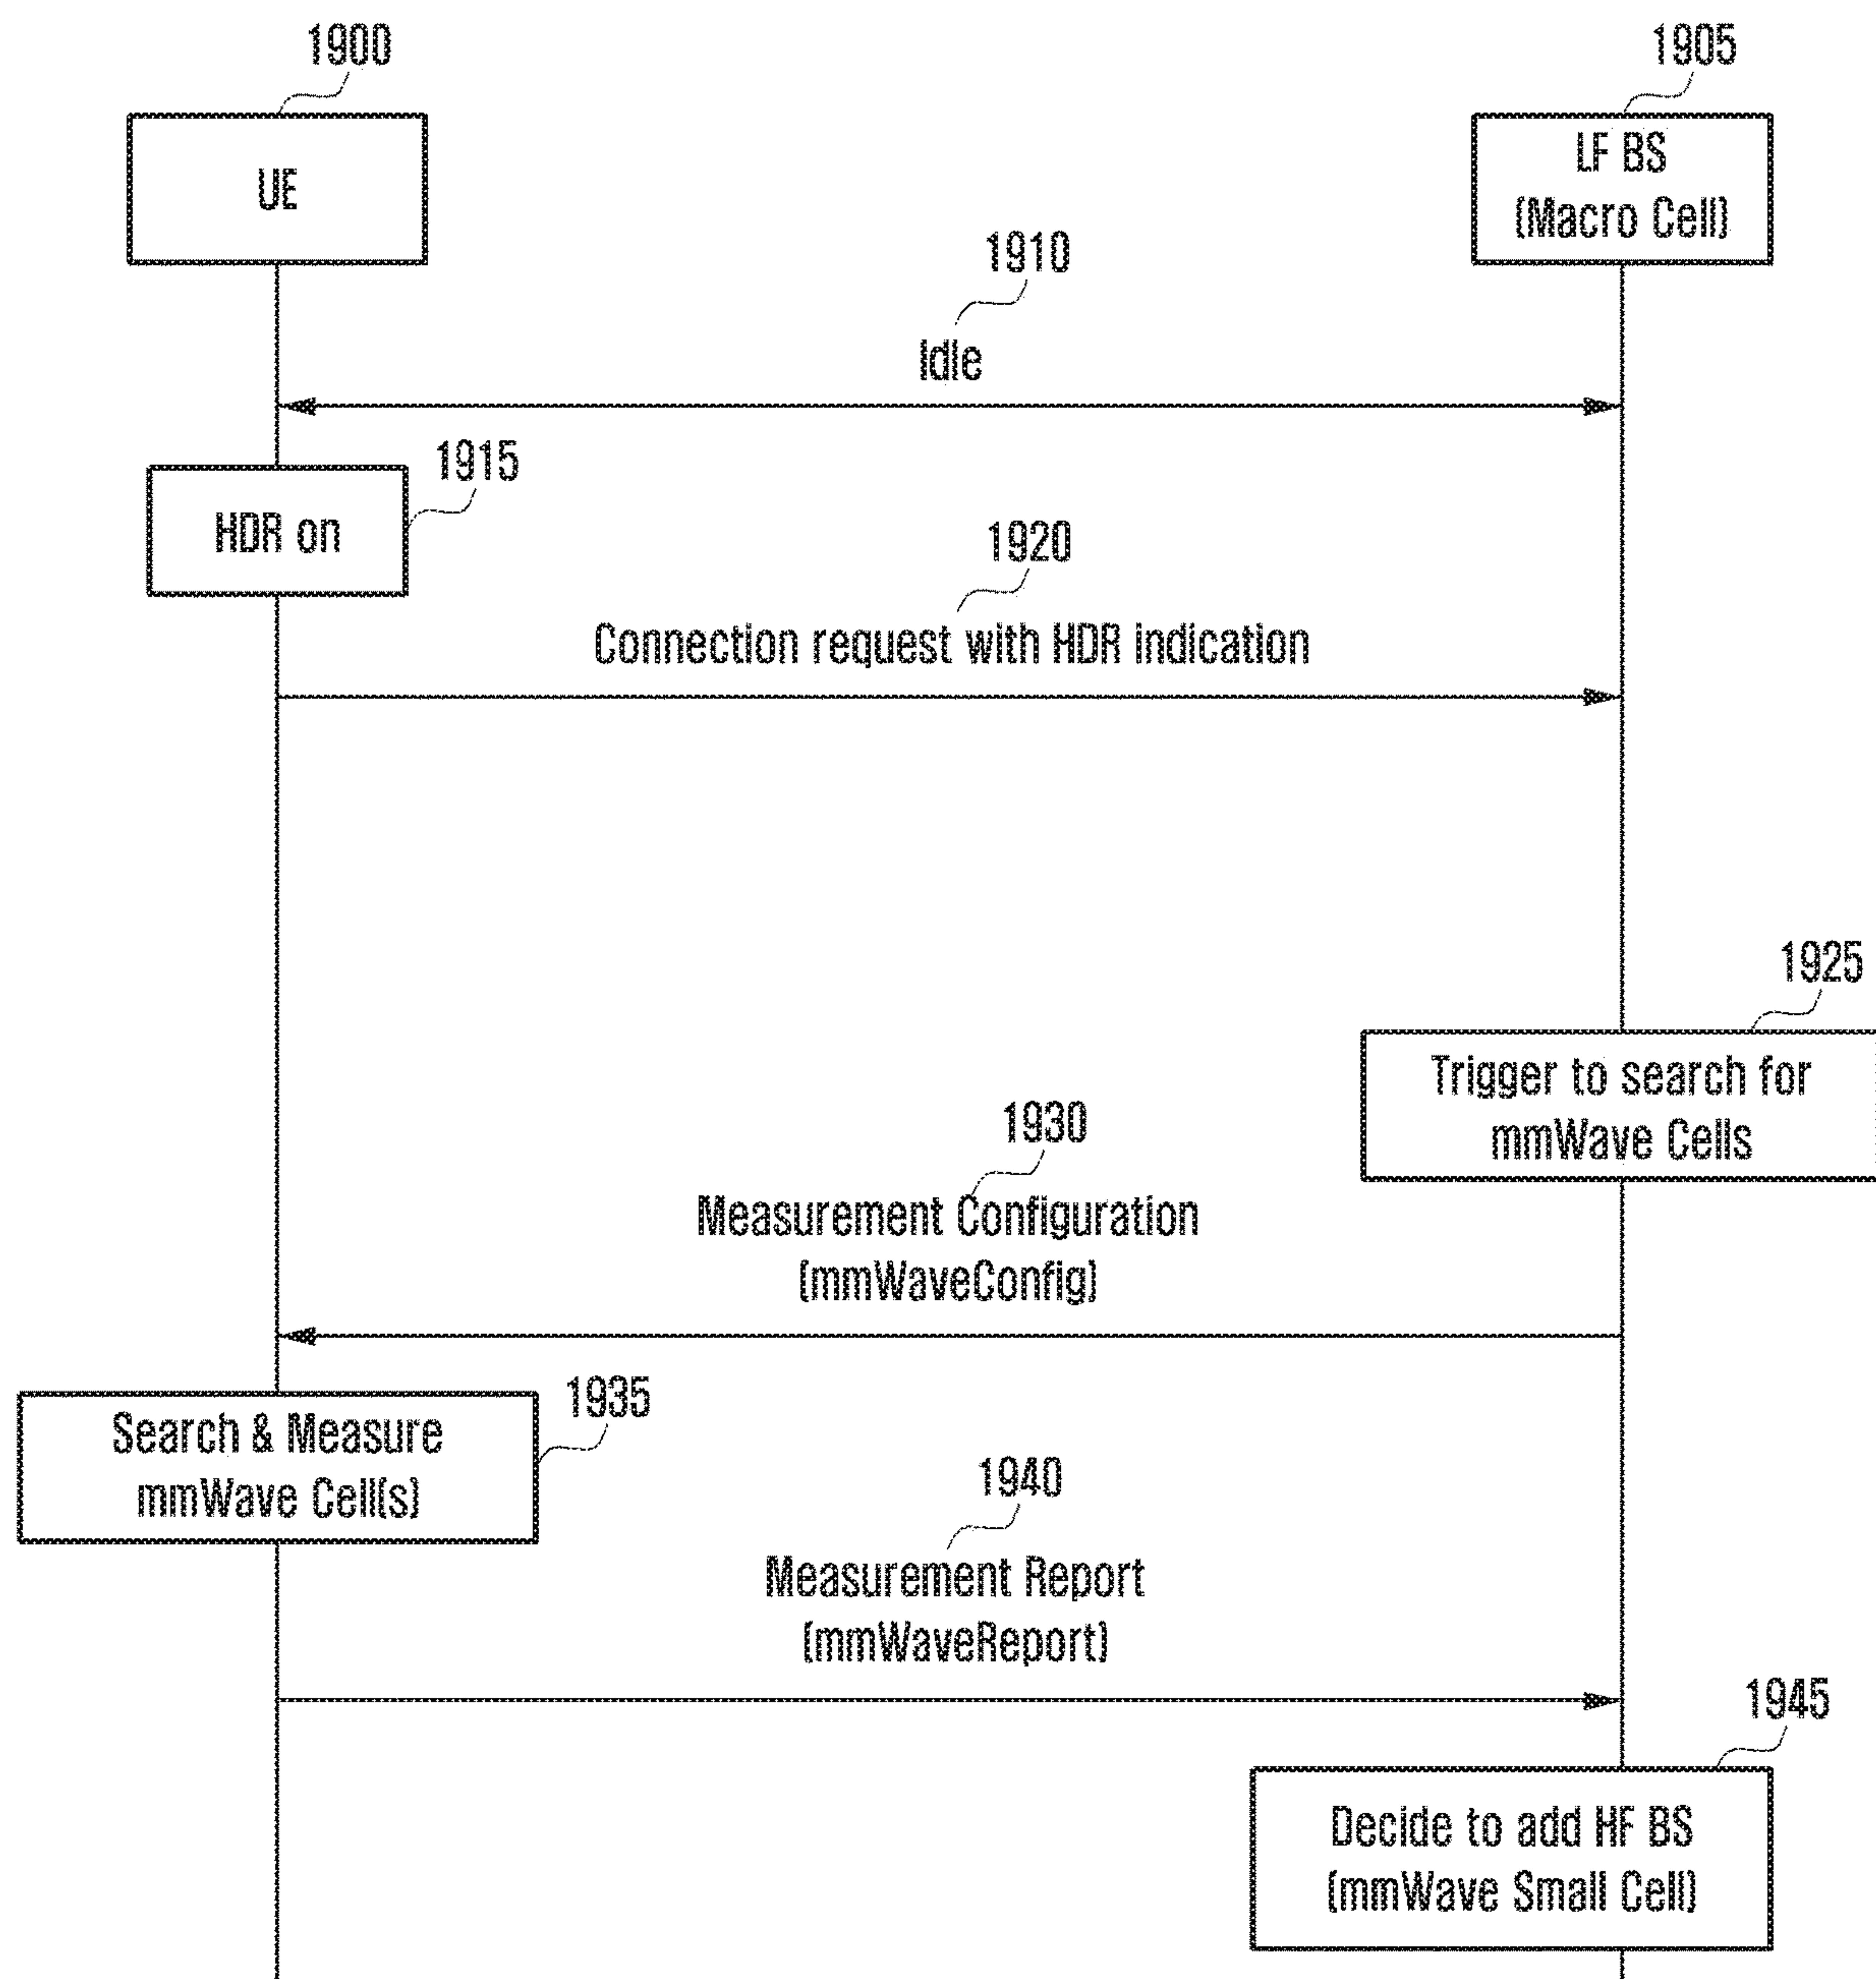 1900
1905
UE
LF BS
(Macro Cell)
1910
Idle
1915
HDR on
1920
Connection request with HDR indication
1925
Trigger to search for
mmWave Cells
1930
Measurement Configuration
(mmWaveConfig)
1935
Search & Measure
mmWave Cell(s)
1940
Measurement Report
(mmWaveReport)
1945
Decide to add HF BS
(mmWave Small Cell)